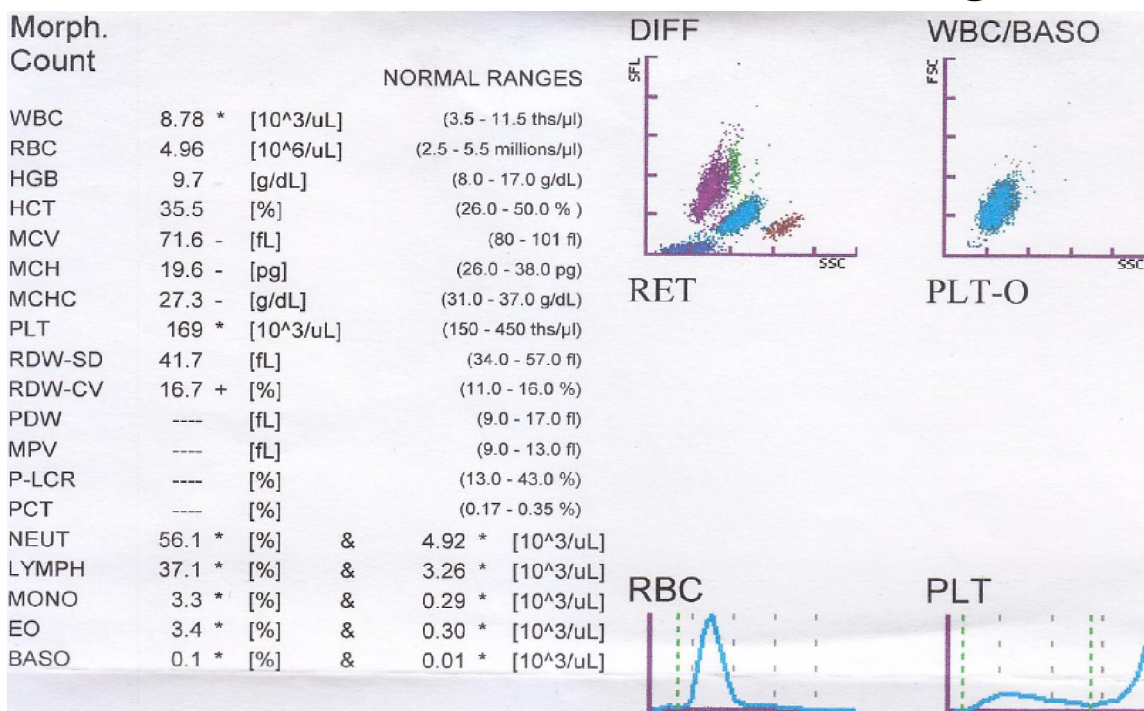 Morph.
Count
NORMAL RANGES
WBC 8.78 * [10^3/uL] (3.5 - 11.5 ths/µl)
RBC 4.96 [10^6/uL] (2.5 - 5.5 millions/µl)
HGB 9.7 [g/dL] (8.0 - 17.0 g/dL)
HCT 35.5 [%] (26.0 - 50.0 % )
MCV 71.6 - [fL] (80 - 101 fl)
MCH 19.6 - [pg] (26.0 - 38.0 pg)
MCHC 27.3 - [g/dL] (31.0 - 37.0 g/dL)
PLT 169 * [10^3/uL] (150 - 450 ths/µl)
RDW-SD 41.7 [fL] (34.0 - 57.0 fl)
RDW-CV 16.7 + [%] (11.0 - 16.0 %)
PDW ---- [fL] (9.0 - 17.0 fl)
MPV ---- [fL] (9.0 - 13.0 fl)
P-LCR ---- [%] (13.0 - 43.0 %)
PCT ---- [%] (0.17 - 0.35 %)
NEUT 56.1 * [%] & 4.92 * [10^3/uL]
LYMPH 37.1 * [%] & 3.26 * [10^3/uL]
MONO 3.3 * [%] & 0.29 * [10^3/uL]
EO 3.4 * [%] & 0.30 * [10^3/uL]
BASO 0.1 * [%] & 0.01 * [10^3/uL]
DIFF
SFL
SSC
WBC/BASO
FSC
SSC
RET
PLT-O
RBC
PLT